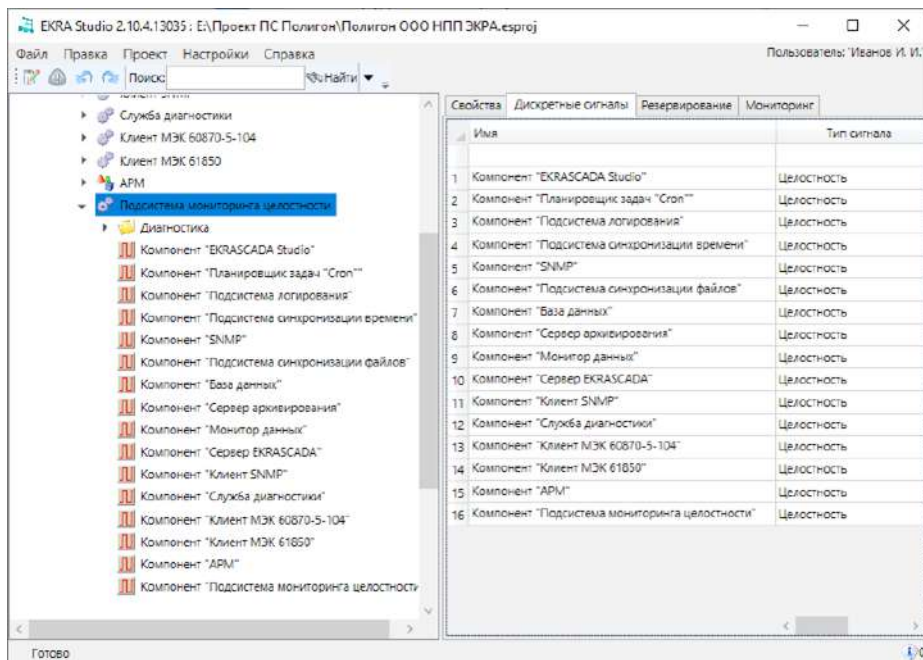 EKRA Studio 2.10.4.13035 : E:\Проект ПС Полигон\Полигон ООО НПП ЭКРА.esproj
Файл Правка Проект Настройки Справка
Пользователь: "Иванов И. И."
Поиск: Найти
Клиент SNMP
Служба диагностики
Клиент МЭК 60870-5-104
Клиент МЭК 61850
АРМ
Подсистема мониторинга целостности
Диагностика
Компонент "EKRASCADA Studio"
Компонент "Планировщик задач "Cron""
Компонент "Подсистема логирования"
Компонент "Подсистема синхронизации времени"
Компонент "SNMP"
Компонент "Подсистема синхронизации файлов"
Компонент "База данных"
Компонент "Сервер архивирования"
Компонент "Монитор данных"
Компонент "Сервер EKRASCADA"
Компонент "Клиент SNMP"
Компонент "Служба диагностики"
Компонент "Клиент МЭК 60870-5-104"
Компонент "Клиент МЭК 61850"
Компонент "АРМ"
Компонент "Подсистема мониторинга целостности
Свойства Дискретные сигналы Резервирование Мониторинг
Имя Тип сигнала
1 Компонент "EKRASCADA Studio" Целостность
2 Компонент "Планировщик задач "Cron"" Целостность
3 Компонент "Подсистема логирования" Целостность
4 Компонент "Подсистема синхронизации времени" Целостность
5 Компонент "SNMP" Целостность
6 Компонент "Подсистема синхронизации файлов" Целостность
7 Компонент "База данных" Целостность
8 Компонент "Сервер архивирования" Целостность
9 Компонент "Монитор данных" Целостность
10 Компонент "Сервер EKRASCADA" Целостность
11 Компонент "Клиент SNMP" Целостность
12 Компонент "Служба диагностики" Целостность
13 Компонент "Клиент МЭК 60870-5-104" Целостность
14 Компонент "Клиент МЭК 61850" Целостность
15 Компонент "АРМ" Целостность
16 Компонент "Подсистема мониторинга целостности" Целостность
Готово